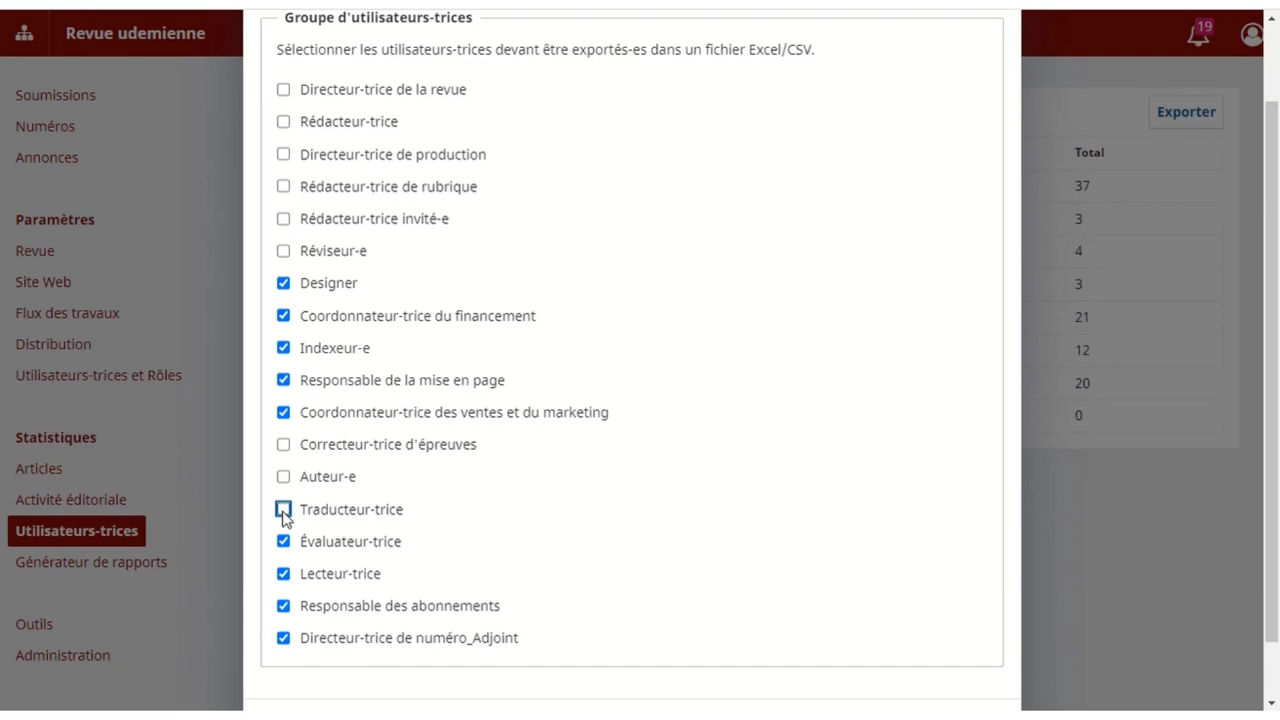 Groupe d'utilisateurs-trices
Revue udemienne
19
Sélectionner les utilisateurs-trices devant être exportés-es dans un fichier Excel/CSV.
Soumissions
Numéros
Annonces
Paramètres
Revue
Site Web
Flux des travaux
Distribution
Utilisateurs-trices et Rôles
Statistiques
Articles
Activité éditoriale
Utilisateurs-trices
Générateur de rapports
Outils
Administration
Directeur-trice de la revue
Rédacteur-trice
Directeur-trice de production
Rédacteur-trice de rubrique
Rédacteur-trice invité-e
Réviseur-e
Designer
Coordonnateur-trice du financement
Indexeur-e
Responsable de la mise en page
Coordonnateur-trice des ventes et du marketing
Correcteur-trice d'épreuves
Auteur-e
Traducteur-trice
Évaluateur-trice
Lecteur-trice
Responsable des abonnements
Directeur-trice de numéro_Adjoint
Exporter
Total
37
3
4
3
21
12
20
0